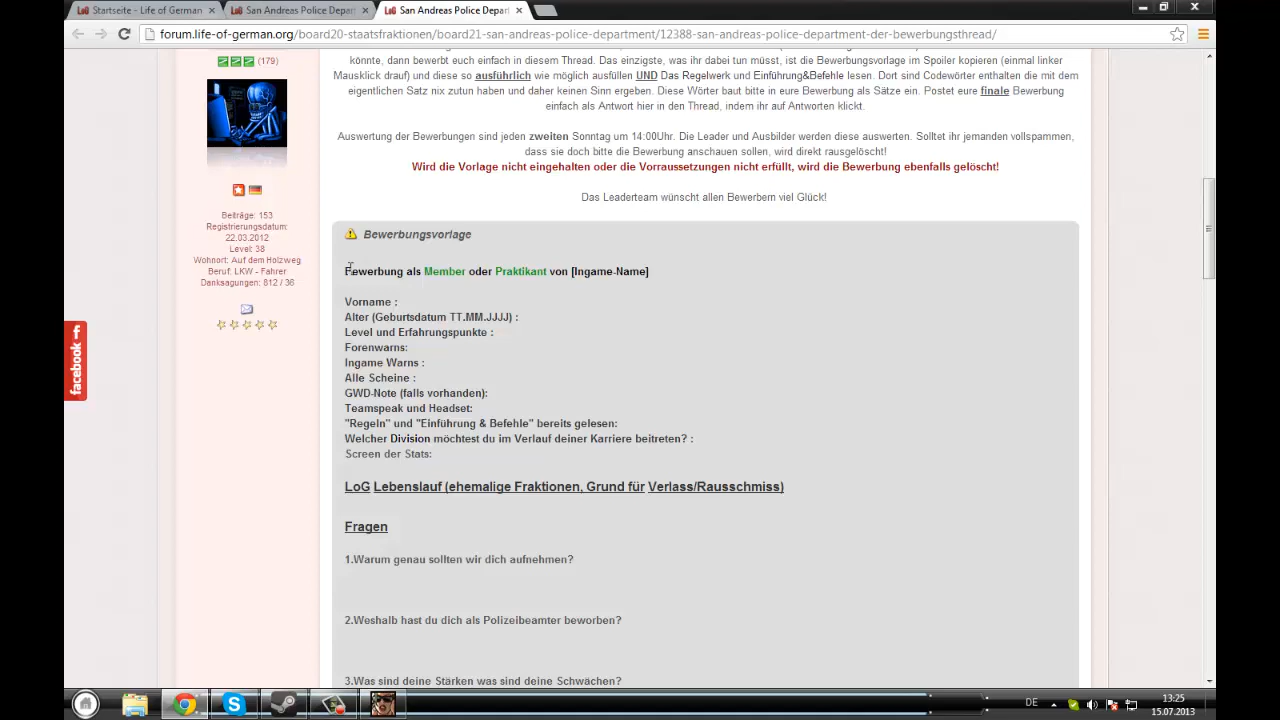 Startseite - Life of German
San Andreas Police Depar
San Andreas Police Depar
forum.life-of-german.org/board20-staatsfraktionen/board21-san-andreas-police-department/12388-san-andreas-police-department-der-bewerbungsthread/
(179)
Beiträge: 153
Registrierungsdatum:
22.03.2012
Level: 38
Wohnort: Auf dem Holzweg
Beruf: LKW - Fahrer
Danksagungen: 812 / 36
könnte, dann bewerbt euch einfach in diesem Thread. Das einzigste, was ihr dabei tun müsst, ist die Bewerbungsvorlage im Spoiler kopieren (einmal linker
Mausklick drauf) und diese so ausführlich wie möglich ausfüllen UND Das Regelwerk und Einführung&Befehle lesen. Dort sind Codewörter enthalten die mit dem
eigentlichen Satz nix zutun haben und daher keinen Sinn ergeben. Diese Wörter baut bitte in eure Bewerbung als Sätze ein. Postet eure finale Bewerbung
einfach als Antwort hier in den Thread, indem ihr auf Antworten klickt.
Auswertung der Bewerbungen sind jeden zweiten Sonntag um 14:00Uhr. Die Leader und Ausbilder werden diese auswerten. Solltet ihr jemanden vollspammen,
dass sie doch bitte die Bewerbung anschauen sollen, wird direkt rausgelöscht!
Wird die Vorlage nicht eingehalten oder die Vorraussetzungen nicht erfüllt, wird die Bewerbung ebenfalls gelöscht!
Das Leaderteam wünscht allen Bewerbern viel Glück!
Bewerbungsvorlage
Bewerbung als Member oder Praktikant von [Ingame-Name]
Vorname :
Alter (Geburtsdatum TT.MM.JJJJ) :
Level und Erfahrungspunkte :
Forenwarns:
Ingame Warns :
Alle Scheine :
GWD-Note (falls vorhanden):
Teamspeak und Headset:
"Regeln" und "Einführung & Befehle" bereits gelesen:
Welcher Division möchtest du im Verlauf deiner Karriere beitreten? :
Screen der Stats:
LoG Lebenslauf (ehemalige Fraktionen, Grund für Verlass/Rausschmiss)
Fragen
1.Warum genau sollten wir dich aufnehmen?
2.Weshalb hast du dich als Polizeibeamter beworben?
3.Was sind deine Stärken was sind deine Schwächen?
facebook
DE
13:25
15.07.2013